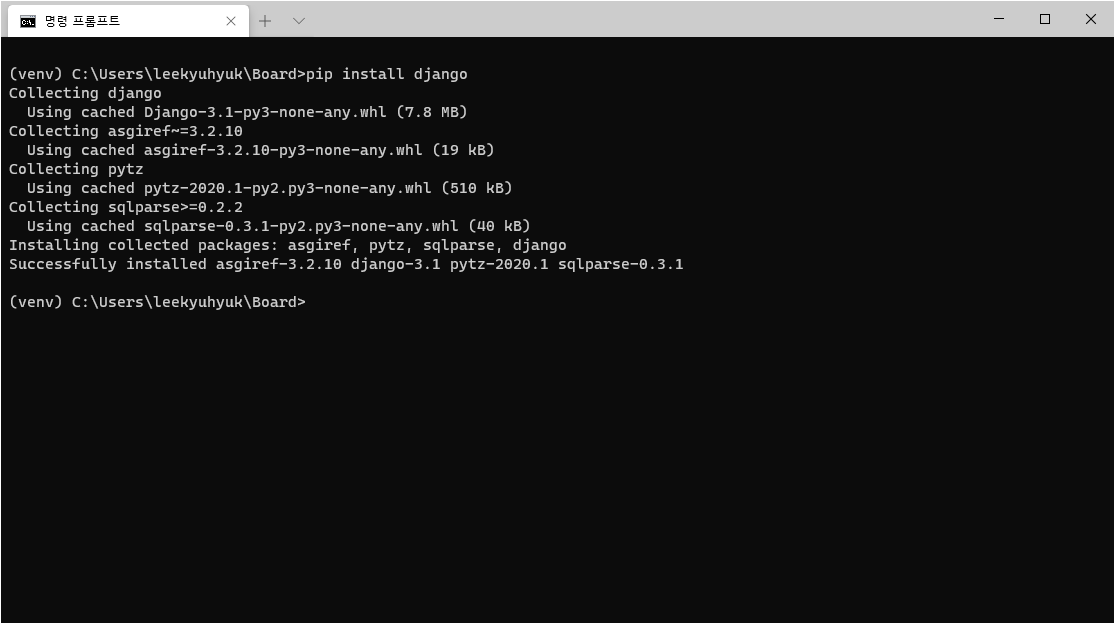 명령 프롬프트
(venv) C:\Users\leekyuhyuk\Board>pip install django
Collecting django
  Using cached Django-3.1-py3-none-any.whl (7.8 MB)
Collecting asgiref~=3.2.10
  Using cached asgiref-3.2.10-py3-none-any.whl (19 kB)
Collecting pytz
  Using cached pytz-2020.1-py2.py3-none-any.whl (510 kB)
Collecting sqlparse>=0.2.2
  Using cached sqlparse-0.3.1-py2.py3-none-any.whl (40 kB)
Installing collected packages: asgiref, pytz, sqlparse, django
Successfully installed asgiref-3.2.10 django-3.1 pytz-2020.1 sqlparse-0.3.1
(venv) C:\Users\leekyuhyuk\Board>